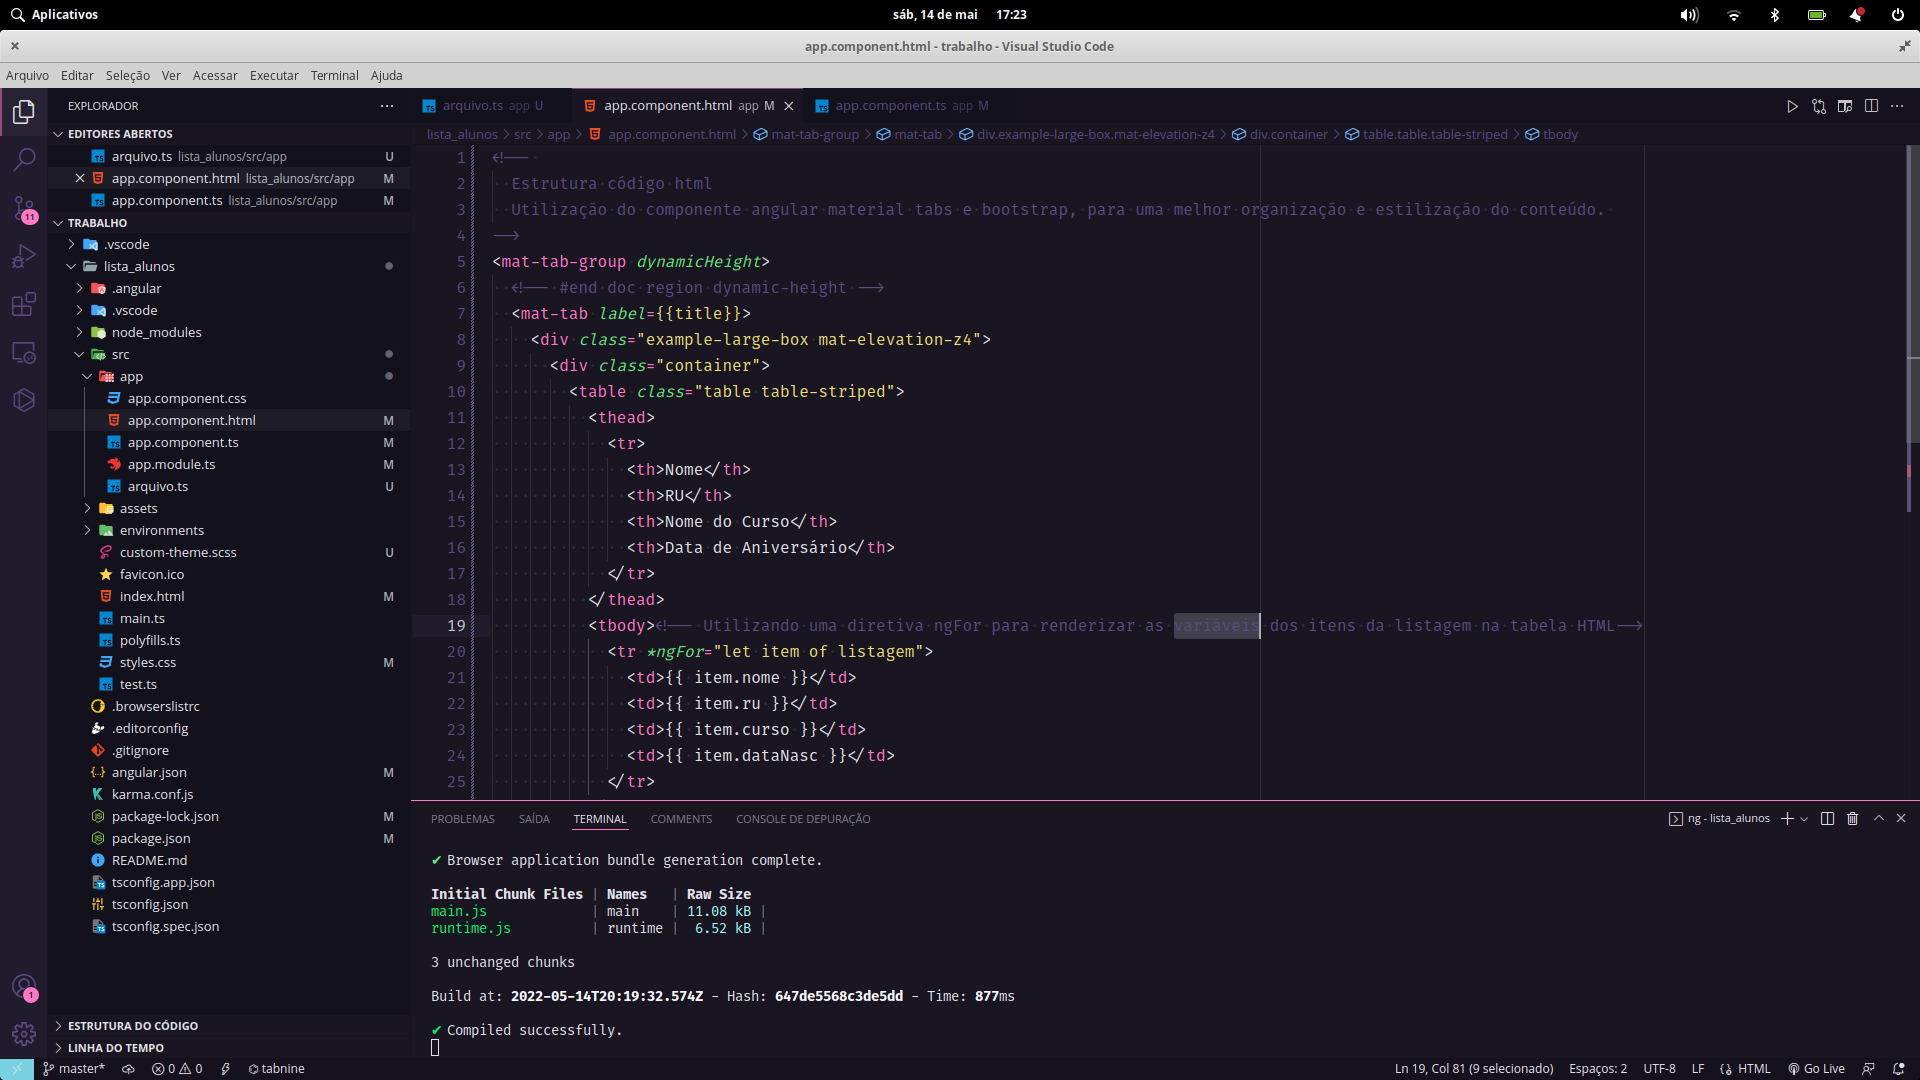 Aplicativos
sáb, 14 de mai 17:23
app.component.html - trabalho - Visual Studio Code
Arquivo Editar Seleção Ver Acessar Executar Terminal Ajuda
EXPLORADOR
EDITORES ABERTOS
arquivo.ts lista_alunos/src/app U
app.component.html lista_alunos/src/app M
app.component.ts lista_alunos/src/app M
TRABALHO
.vscode
lista_alunos
.angular
.vscode
node_modules
src
app
app.component.css
app.component.html M
app.component.ts M
app.module.ts M
arquivo.ts U
assets
environments
custom-theme.scss U
favicon.ico
index.html M
main.ts
polyfills.ts
styles.css M
test.ts
.browserslistrc
.editorconfig
.gitignore
angular.json M
karma.conf.js
package-lock.json M
package.json M
README.md
tsconfig.app.json
tsconfig.json
tsconfig.spec.json
ESTRUTURA DO CÓDIGO
LINHA DO TEMPO
11
1
arquivo.ts app U app.component.html app M app.component.ts app M
lista_alunos > src > app > app.component.html > mat-tab-group > mat-tab > div.example-large-box.mat-elevation-z4 > div.container > table.table.table-striped > tbody
1 <!--
2 Estrutura código html
3 Utilização do componente angular material tabs e bootstrap, para uma melhor organização e estilização do conteúdo.
4 -->
5 <mat-tab-group dynamicHeight>
6 <!-- #end doc region dynamic-height -->
7 <mat-tab label={{title}}>
8 <div class="example-large-box mat-elevation-z4">
9 <div class="container">
10 <table class="table table-striped">
11 <thead>
12 <tr>
13 <th>Nome</th>
14 <th>RU</th>
15 <th>Nome do Curso</th>
16 <th>Data de Aniversário</th>
17 </tr>
18 </thead>
19 <tbody><!-- Utilizando uma diretiva ngFor para renderizar as variáveis dos itens da listagem na tabela HTML-->
20 <tr *ngFor="let item of listagem">
21 <td>{{ item.nome }}</td>
22 <td>{{ item.ru }}</td>
23 <td>{{ item.curso }}</td>
24 <td>{{ item.dataNasc }}</td>
25 </tr>
PROBLEMAS SAÍDA TERMINAL COMMENTS CONSOLE DE DEPURAÇÃO
ng - lista_alunos
✔ Browser application bundle generation complete.
Initial Chunk Files | Names | Raw Size
main.js | main | 11.08 kB |
runtime.js | runtime | 6.52 kB |
3 unchanged chunks
Build at: 2022-05-14T20:19:32.574Z - Hash: 647de5568c3de5dd - Time: 877ms
✔ Compiled successfully.
master* 0 0 tabnine
Ln 19, Col 81 (9 selecionado) Espaços: 2 UTF-8 LF HTML Go Live